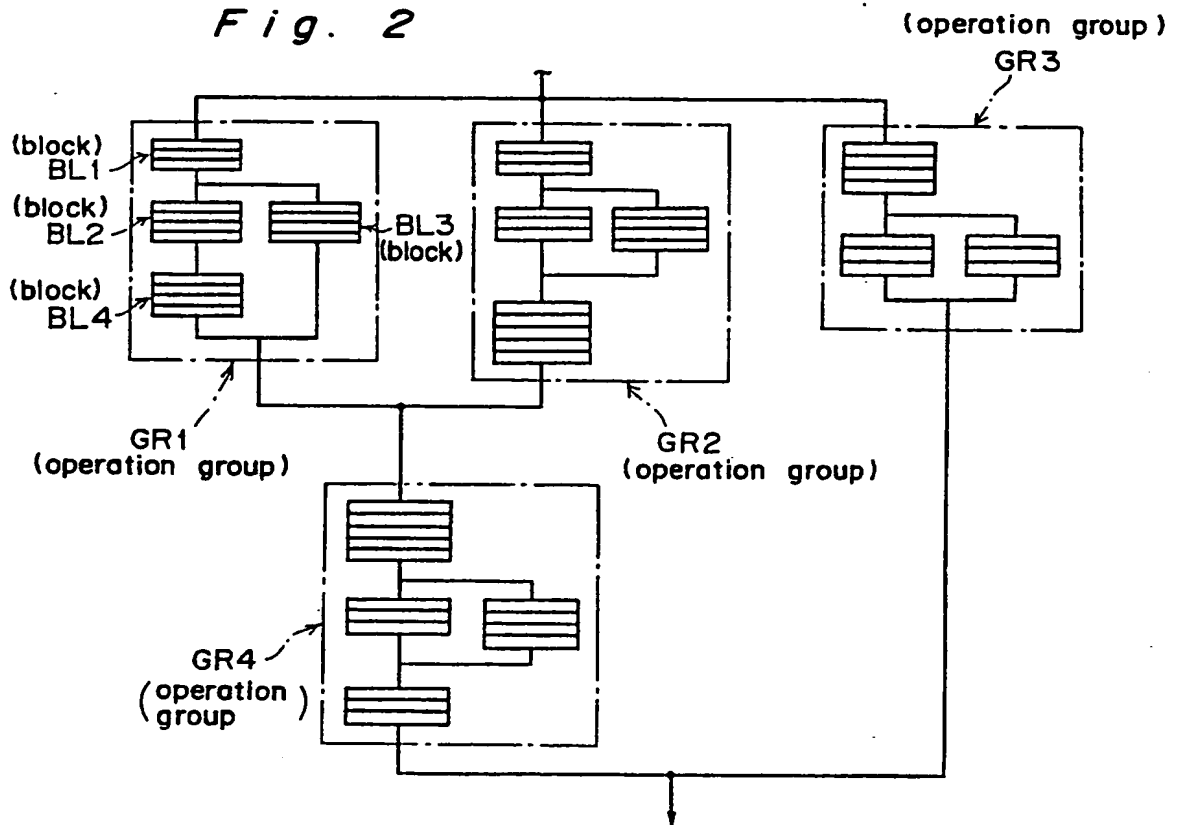 Fig. 2
(operation group)
GR3
(block)
BL1
(block)
BL2
BL3
(block)
(block)
BL4
GR1
(operation group)
GR2
(operation group)
GR4
(operation
group)